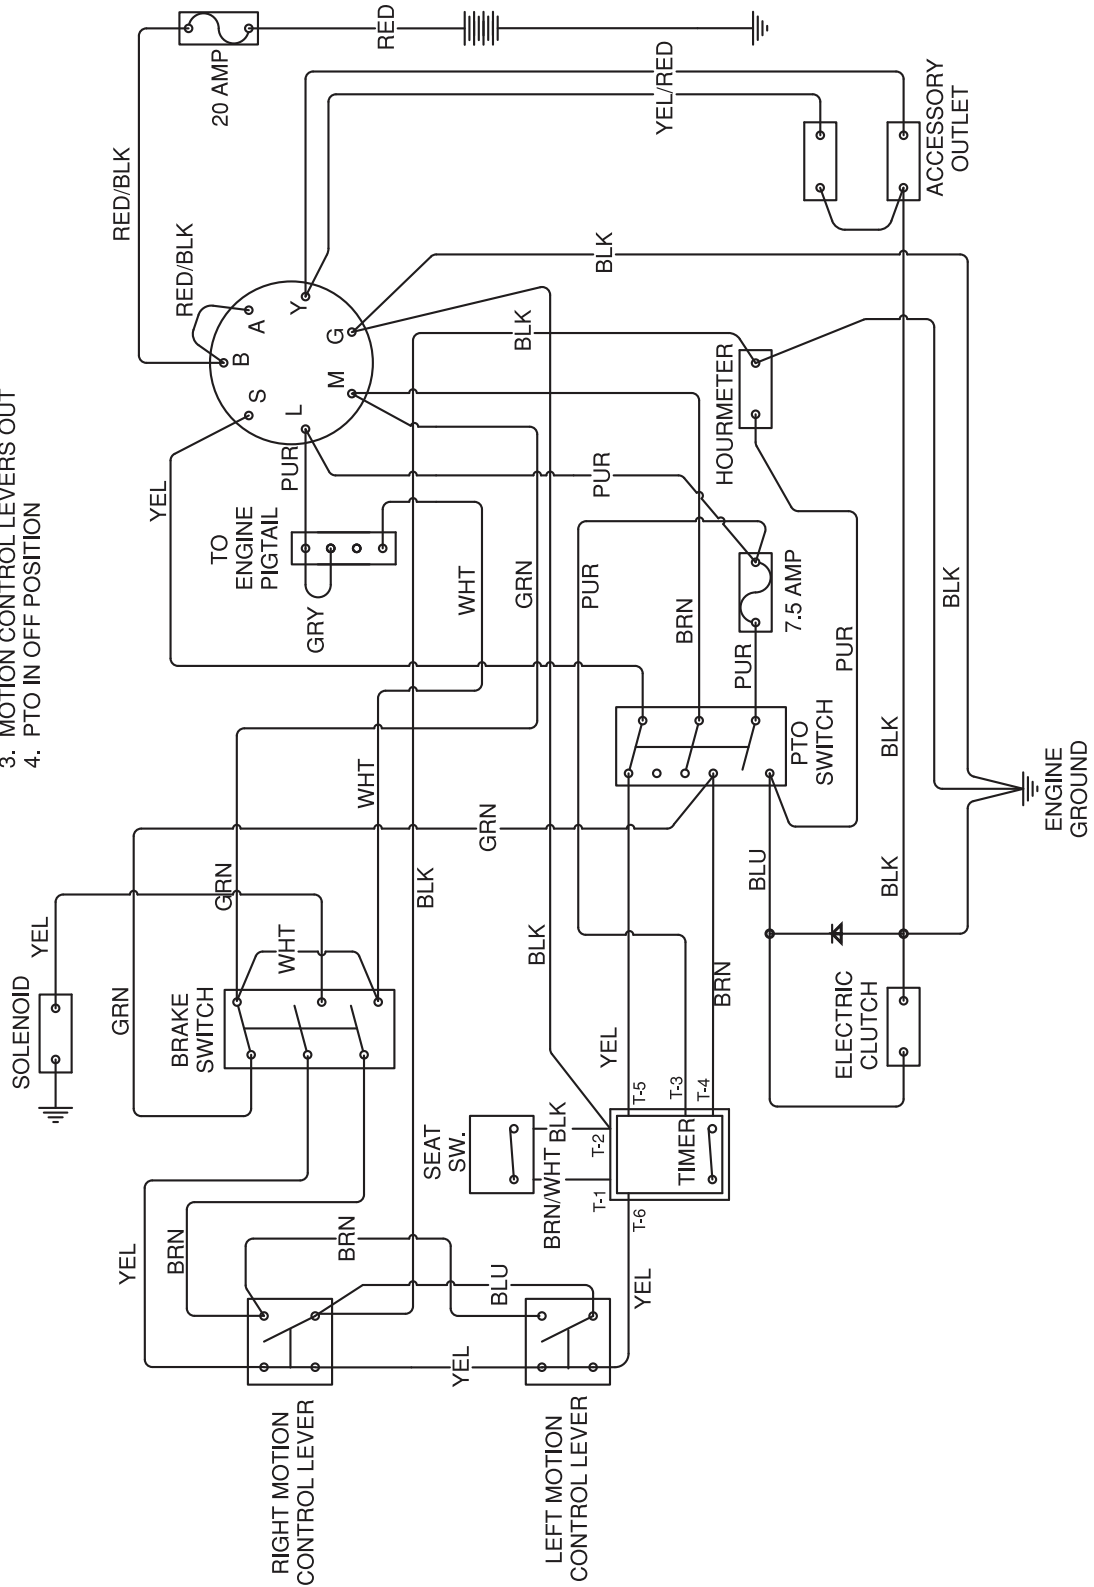 3. MOTION CONTROL LEVERS OUT
4. PTO IN OFF POSITION
RED
20 AMP
RED/BLK
RED/BLK
YEL/RED
ACCESSORY
OUTLET
B
A
Y
S
G
L
M
BLK
YEL
PUR
BLK
HOURMETER
TO
ENGINE
PIGTAIL
GRY
WHT
GRN
PUR
PUR
BRN
7.5 AMP
PUR
PUR
BLK
PTO
SWITCH
BLK
ENGINE
GROUND
WHT
GRN
GRN
BLK
BLU
BLK
YEL
SOLENOID
GRN
BRAKE
SWITCH
WHT
BLK
YEL
BRN
ELECTRIC
CLUTCH
SEAT
SW.
BLK
BRN/WHT
T-2
T-1
T-5
T-3
T-4
T-6
TIMER
YEL
BRN
BRN
BLU
YEL
YEL
RIGHT MOTION
CONTROL LEVER
LEFT MOTION
CONTROL LEVER